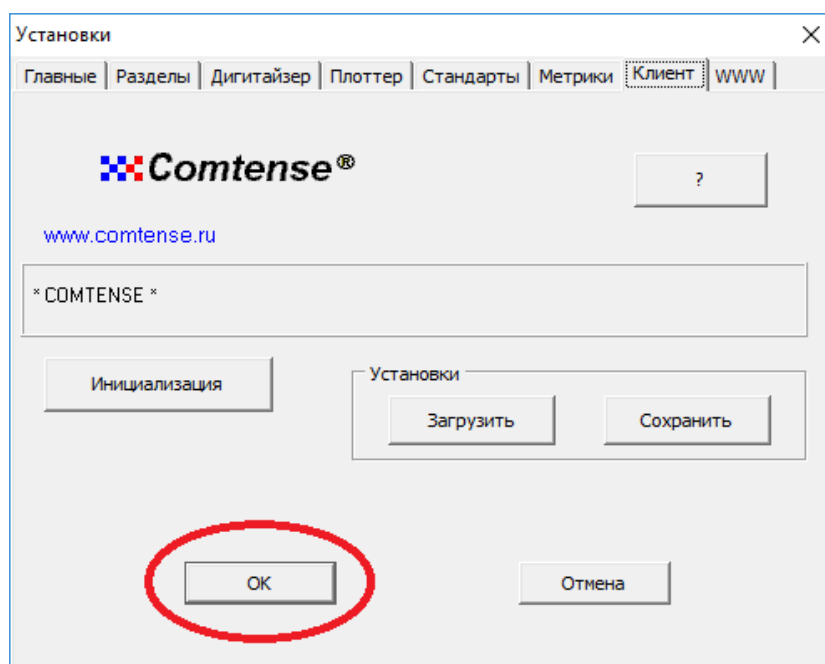 Установки
Главные Разделы Дигитайзер Плоттер Стандарты Метрики Клиент WWW
Comtense®
?
www.comtense.ru
* COMTENSE *
Инициализация
Установки
Загрузить Сохранить
OK Отмена